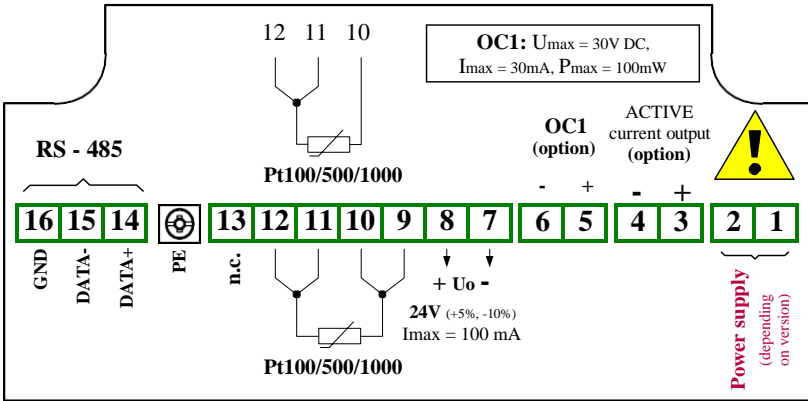 12 11 10
OC1: Umax = 30V DC,
Imax = 30mA, Pmax = 100mW
Pt100/500/1000
RS - 485
OC1
(option)
- +
ACTIVE
current output
(option)
- +
16 15 14 13 12 11 10 9 8 7 6 5 4 3 2 1
GND
DATA-
DATA+
PE
n.c.
+ Uo -
24V (+5%, -10%)
Imax = 100 mA
Pt100/500/1000
Power supply
(depending
on version)
!